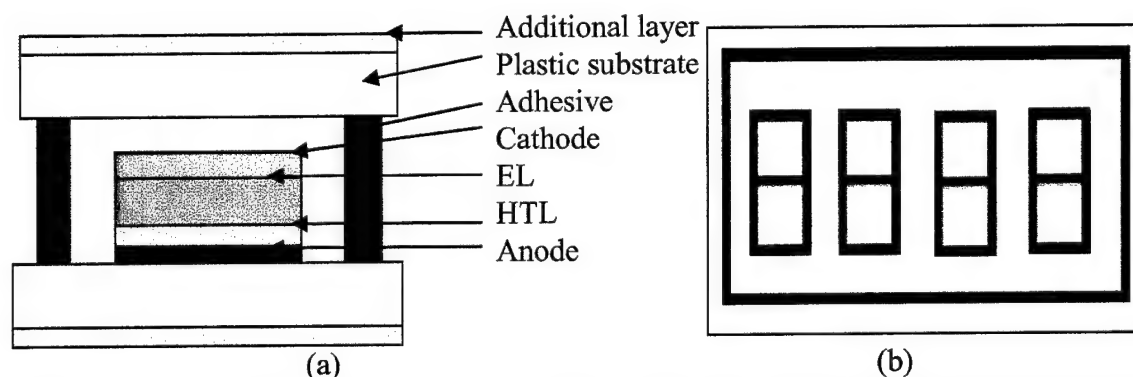 Additional layer
Plastic substrate
Adhesive
Cathode
EL
HTL
Anode
(a)
(b)